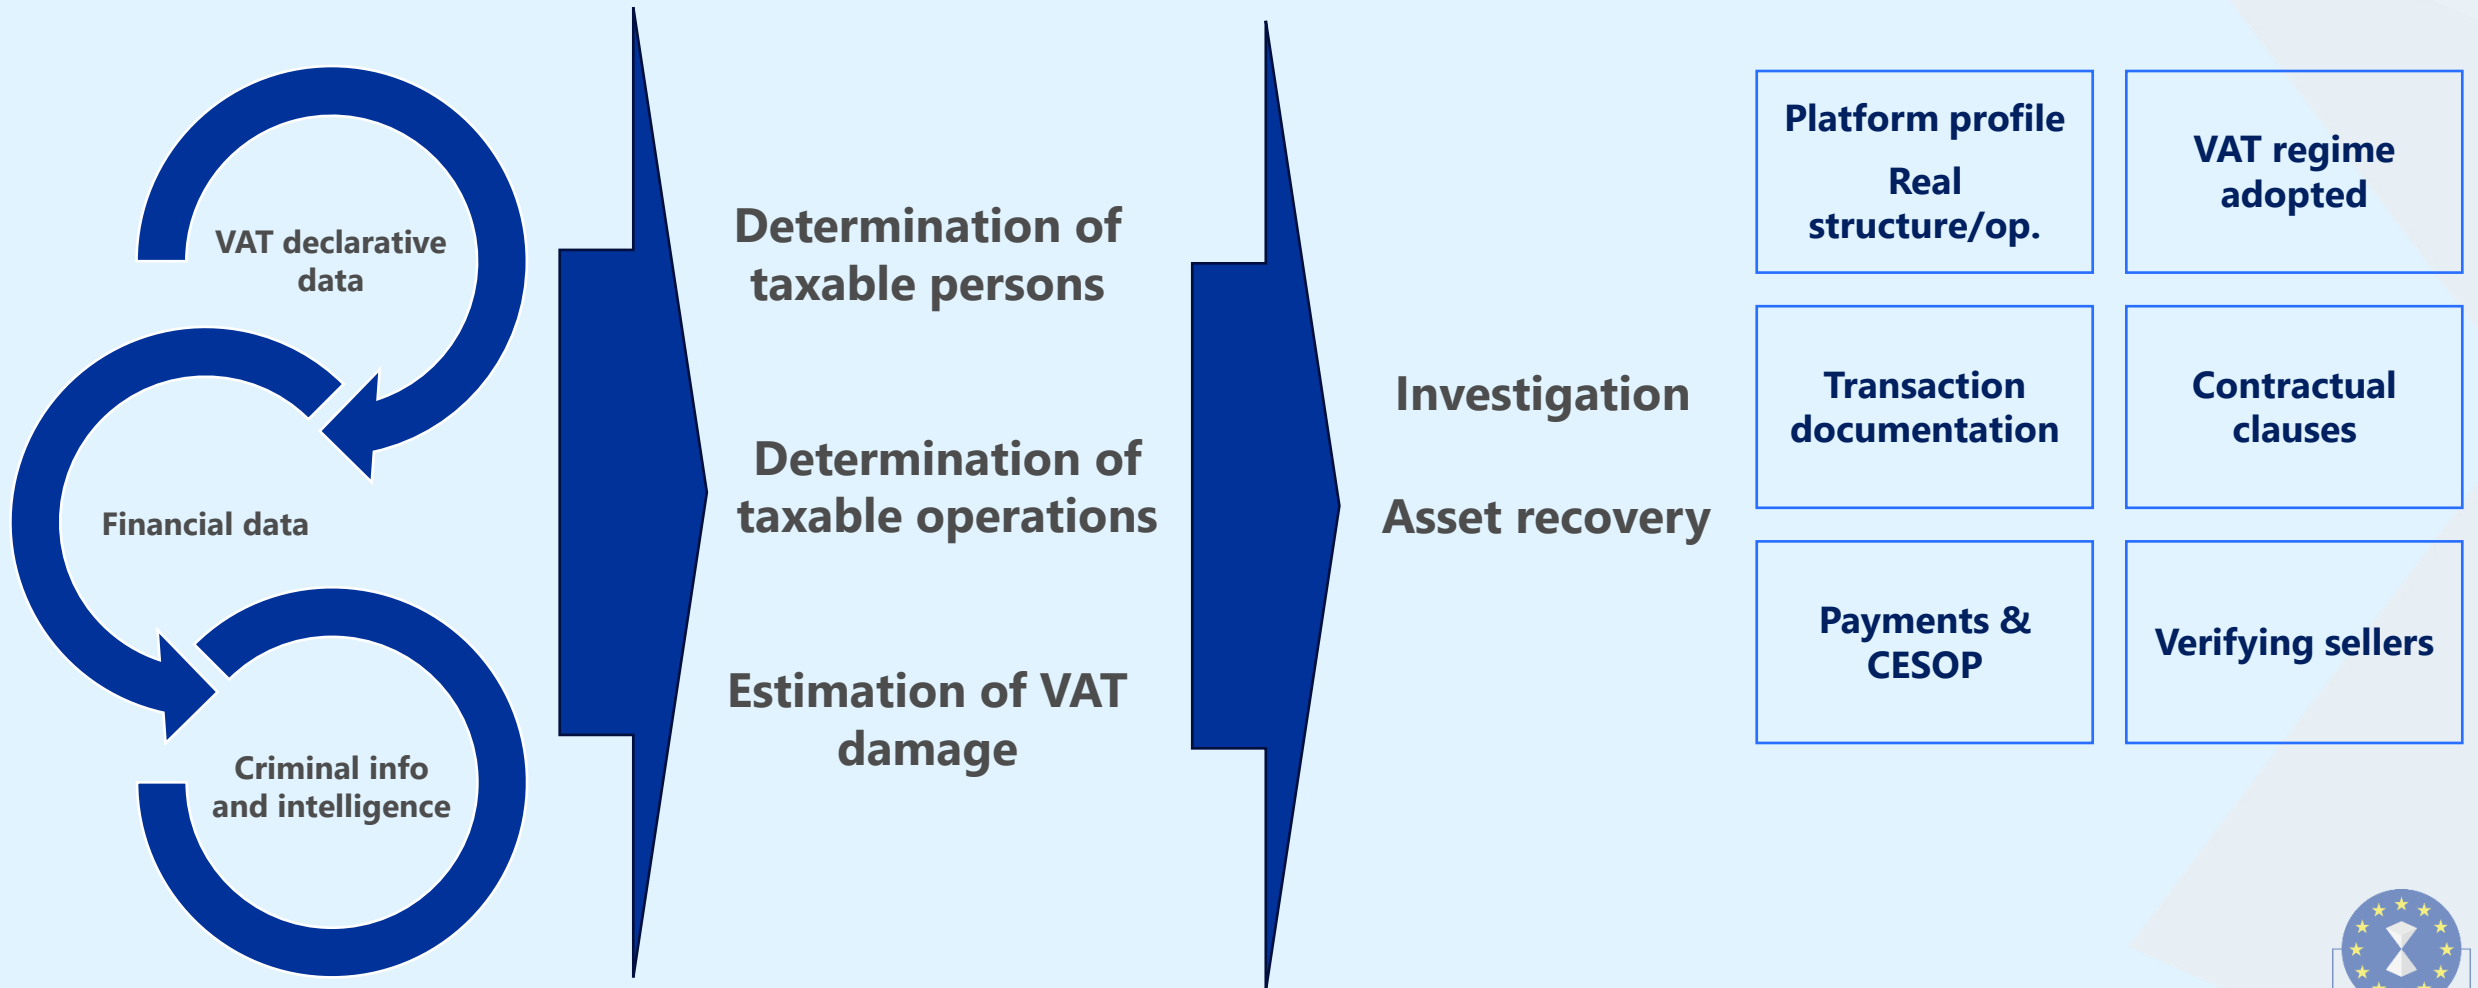 VAT declarative
data
Financial data
Criminal info
and intelligence
Determination of
taxable persons
Determination of
taxable operations
Estimation of VAT
damage
Investigation
Asset recovery
Platform profile
Real
structure/op.
VAT regime
adopted
Transaction
documentation
Contractual
clauses
Payments &
CESOP
Verifying sellers